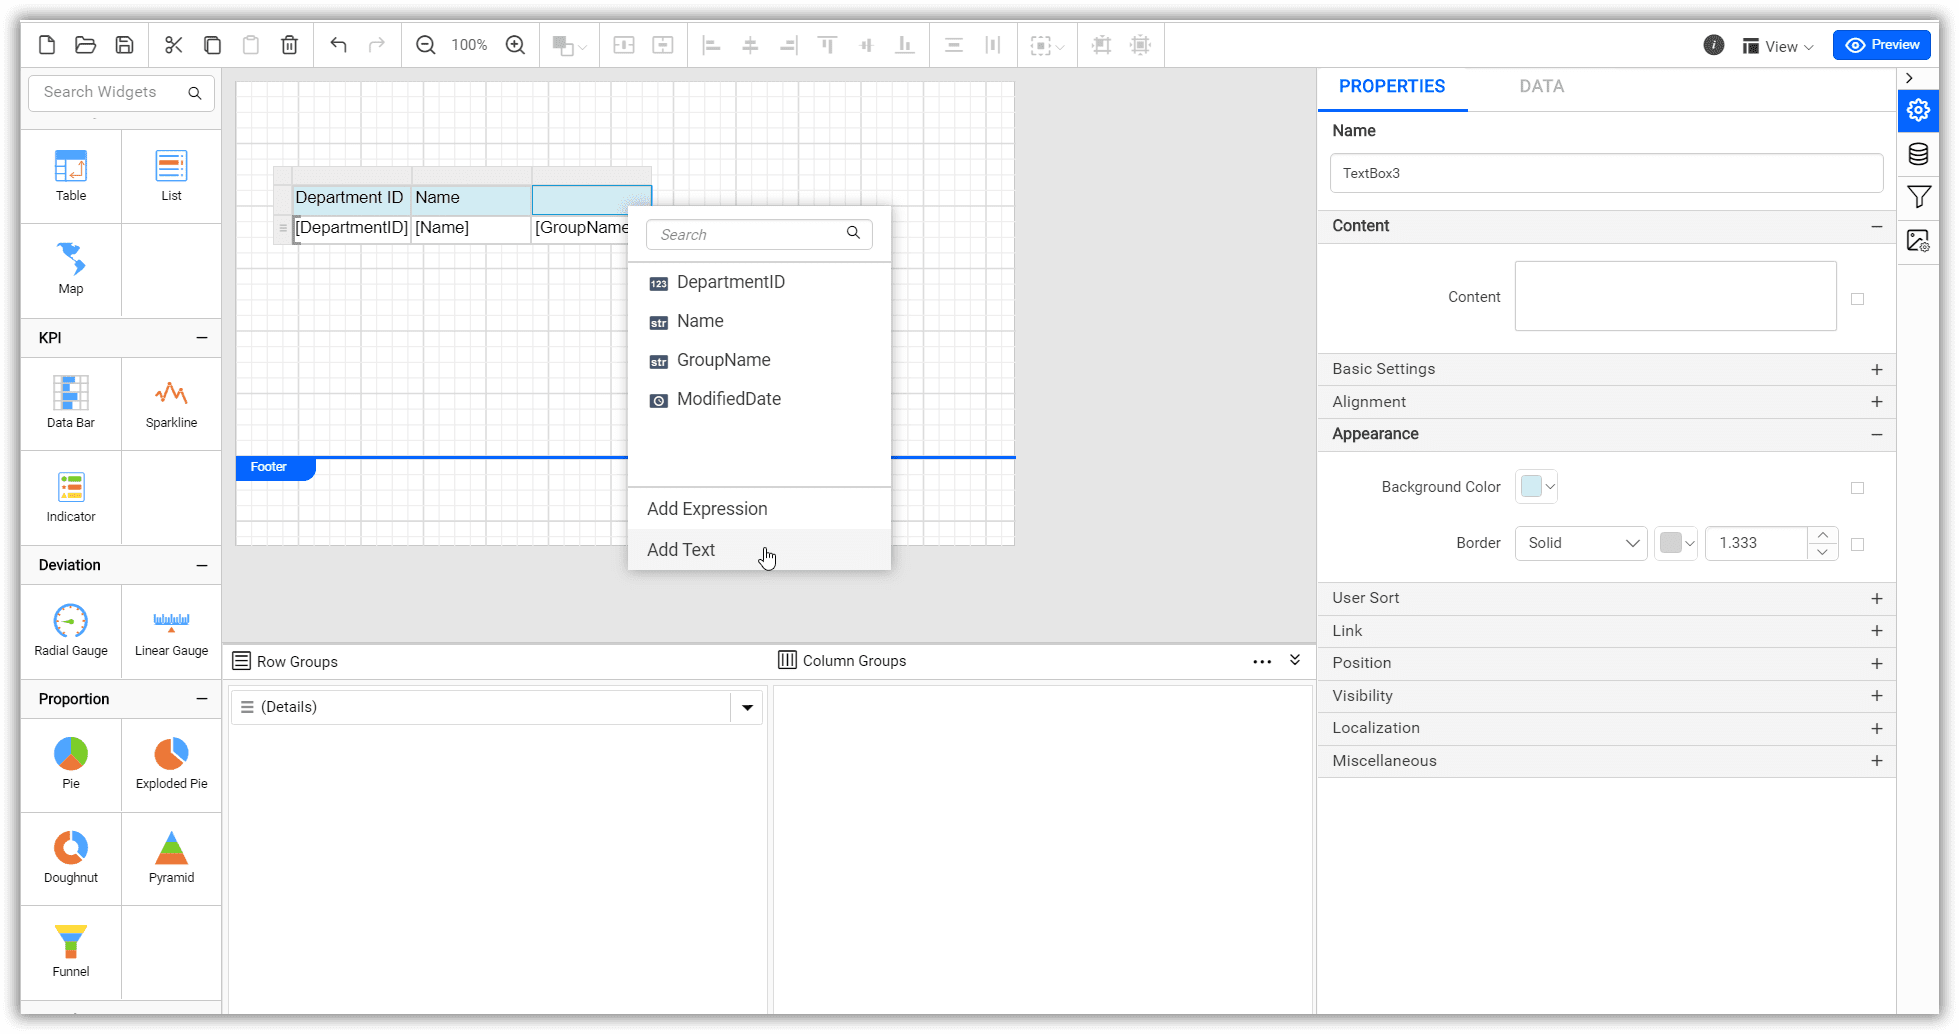 100%
View
Preview
Search Widgets
Table
List
Map
KPI
Data Bar
Sparkline
Indicator
Deviation
Radial Gauge
Linear Gauge
Proportion
Pie
Exploded Pie
Doughnut
Pyramid
Funnel
Department ID
Name
[DepartmentID]
[Name]
[GroupName
Footer
Search
123 DepartmentID
str Name
str GroupName
ModifiedDate
Add Expression
Add Text
Row Groups
Column Groups
(Details)
PROPERTIES
DATA
Name
TextBox3
Content
Content
Basic Settings
Alignment
Appearance
Background Color
Border
Solid
1.333
User Sort
Link
Position
Visibility
Localization
Miscellaneous